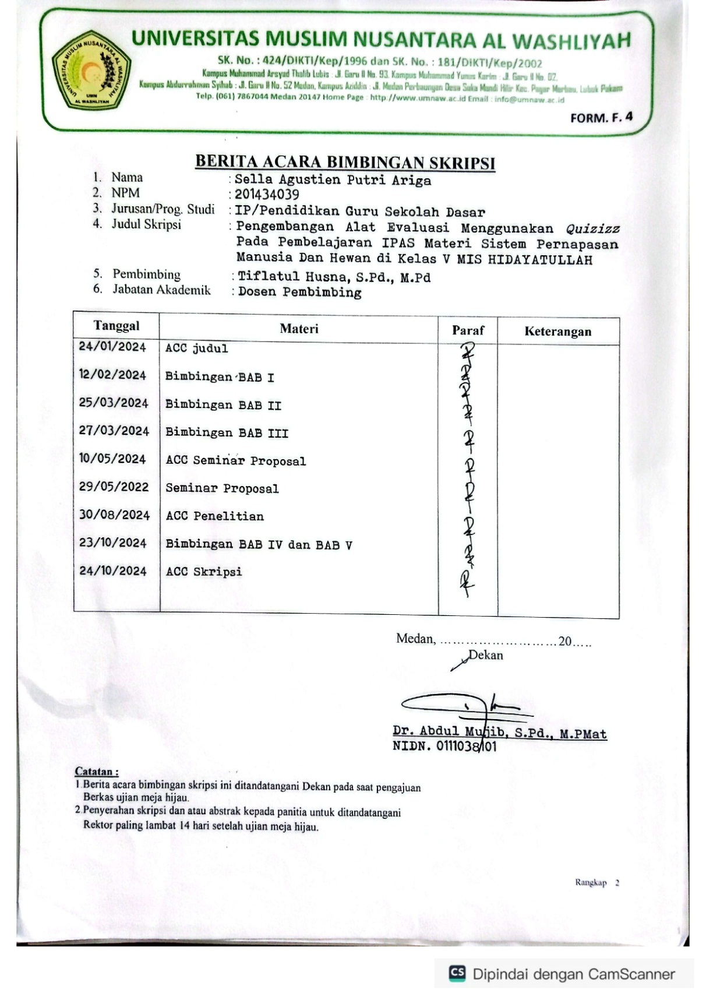 UNIVERSITAS MUSLIM NUSANTARA AL WASHLIYAH
SK. No. : 424/DIKTI/Kep/1996 dan SK. No. : 181/DIKTI/Kep/2002
Kampus Muhammad Arsyad Thalib Lubis : Jl. Garu II No. 93, Kampus Muhammad Yunus Karim : Jl. Garu II No. 02,
Kampus Abdurrahman Syihab : Jl. Garu II No. 52 Medan, Kampus Aziddin : Jl. Medan Perbaungan Desa Suka Mandi Hilir Kec. Pagar Merbau, Lubuk Pakam
Telp. (061) 7867044 Medan 20147 Home Page : http://www.umnaw.ac.id Email : info@umnaw.ac.id
UNIVERSITAS MUSLIM NUSANTARA AL WASHLIYAH
UMN
AL WASHLIYAH
FORM. F. 4
BERITA ACARA BIMBINGAN SKRIPSI
1. Nama : Sella Agustien Putri Ariga
2. NPM : 201434039
3. Jurusan/Prog. Studi : IP/Pendidikan Guru Sekolah Dasar
4. Judul Skripsi : Pengembangan Alat Evaluasi Menggunakan Quizizz
Pada Pembelajaran IPAS Materi Sistem Pernapasan
Manusia Dan Hewan di Kelas V MIS HIDAYATULLAH
5. Pembimbing : Tiflatul Husna, S.Pd., M.Pd
6. Jabatan Akademik : Dosen Pembimbing
Tanggal Materi Paraf Keterangan
24/01/2024 ACC judul
12/02/2024 Bimbingan BAB I
25/03/2024 Bimbingan BAB II
27/03/2024 Bimbingan BAB III
10/05/2024 ACC Seminar Proposal
29/05/2022 Seminar Proposal
30/08/2024 ACC Penelitian
23/10/2024 Bimbingan BAB IV dan BAB V
24/10/2024 ACC Skripsi
Medan, ...........................20.....
Dekan
Dr. Abdul Mujib, S.Pd., M.PMat
NIDN. 0111038101
Catatan :
1.Berita acara bimbingan skripsi ini ditandatangani Dekan pada saat pengajuan
Berkas ujian meja hijau.
2.Penyerahan skripsi dan atau abstrak kepada panitia untuk ditandatangani
Rektor paling lambat 14 hari setelah ujian meja hijau.
Rangkap 2
CS Dipindai dengan CamScanner